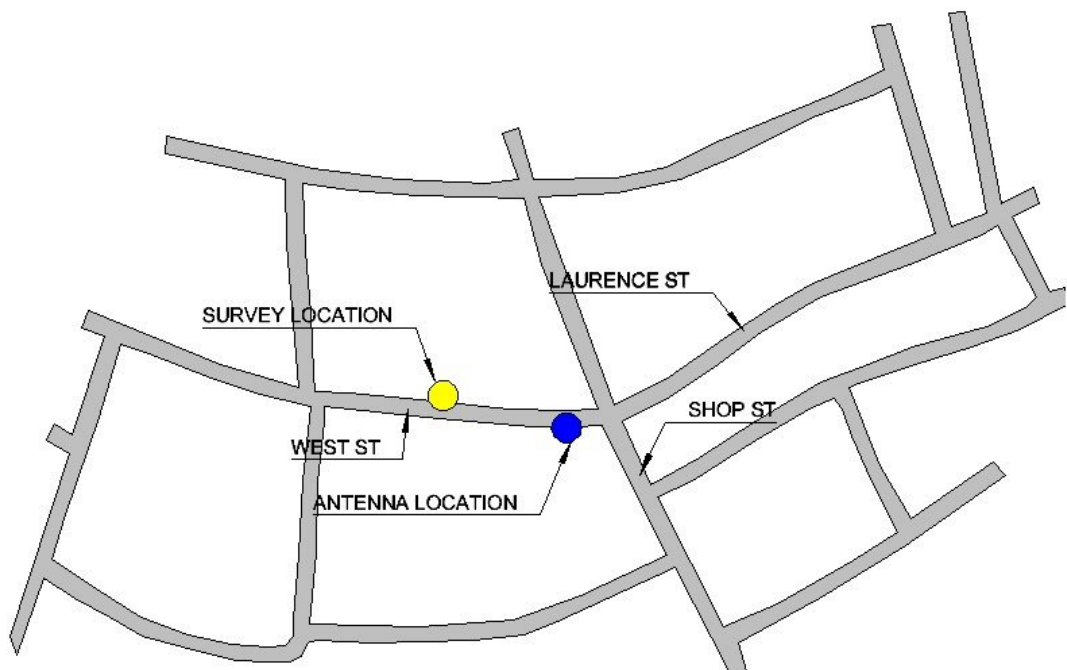 LAURENCE ST
SURVEY LOCATION
SHOP ST
WEST ST
ANTENNA LOCATION